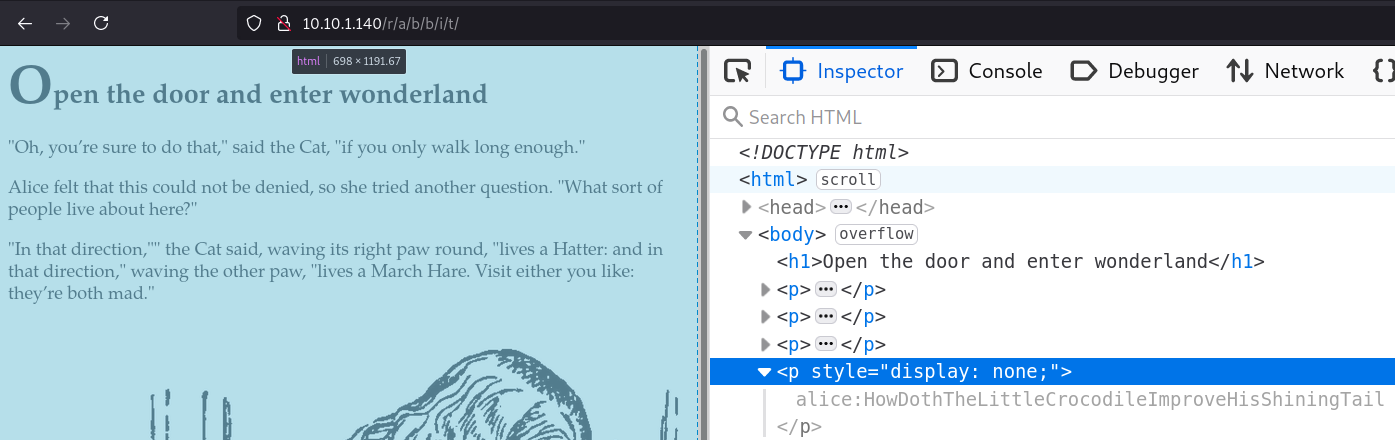 10.10.1.140/r/a/b/b/i/t/
html | 698 × 1191.67
Open the door and enter wonderland
"Oh, you’re sure to do that," said the Cat, "if you only walk long enough."
Alice felt that this could not be denied, so she tried another question. "What sort of
people live about here?"
"In that direction,"" the Cat said, waving its right paw round, "lives a Hatter: and in
that direction," waving the other paw, "lives a March Hare. Visit either you like:
they’re both mad."
Inspector
Console
Debugger
Network
Search HTML
<!DOCTYPE html>
<html> scroll
<head> ••• </head>
<body> overflow
<h1>Open the door and enter wonderland</h1>
<p> ••• </p>
<p> ••• </p>
<p> ••• </p>
<p style="display: none;">
alice:HowDothTheLittleCrocodileImproveHisShiningTail
</p>